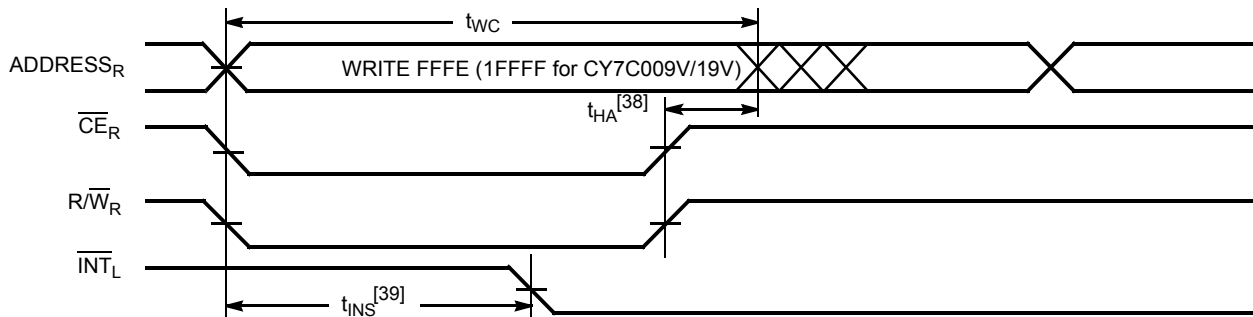 tWC
ADDRESSR
WRITE FFFE (1FFFF for CY7C009V/19V)
tHA[38]
CER
R/WR
INTL
tINS[39]